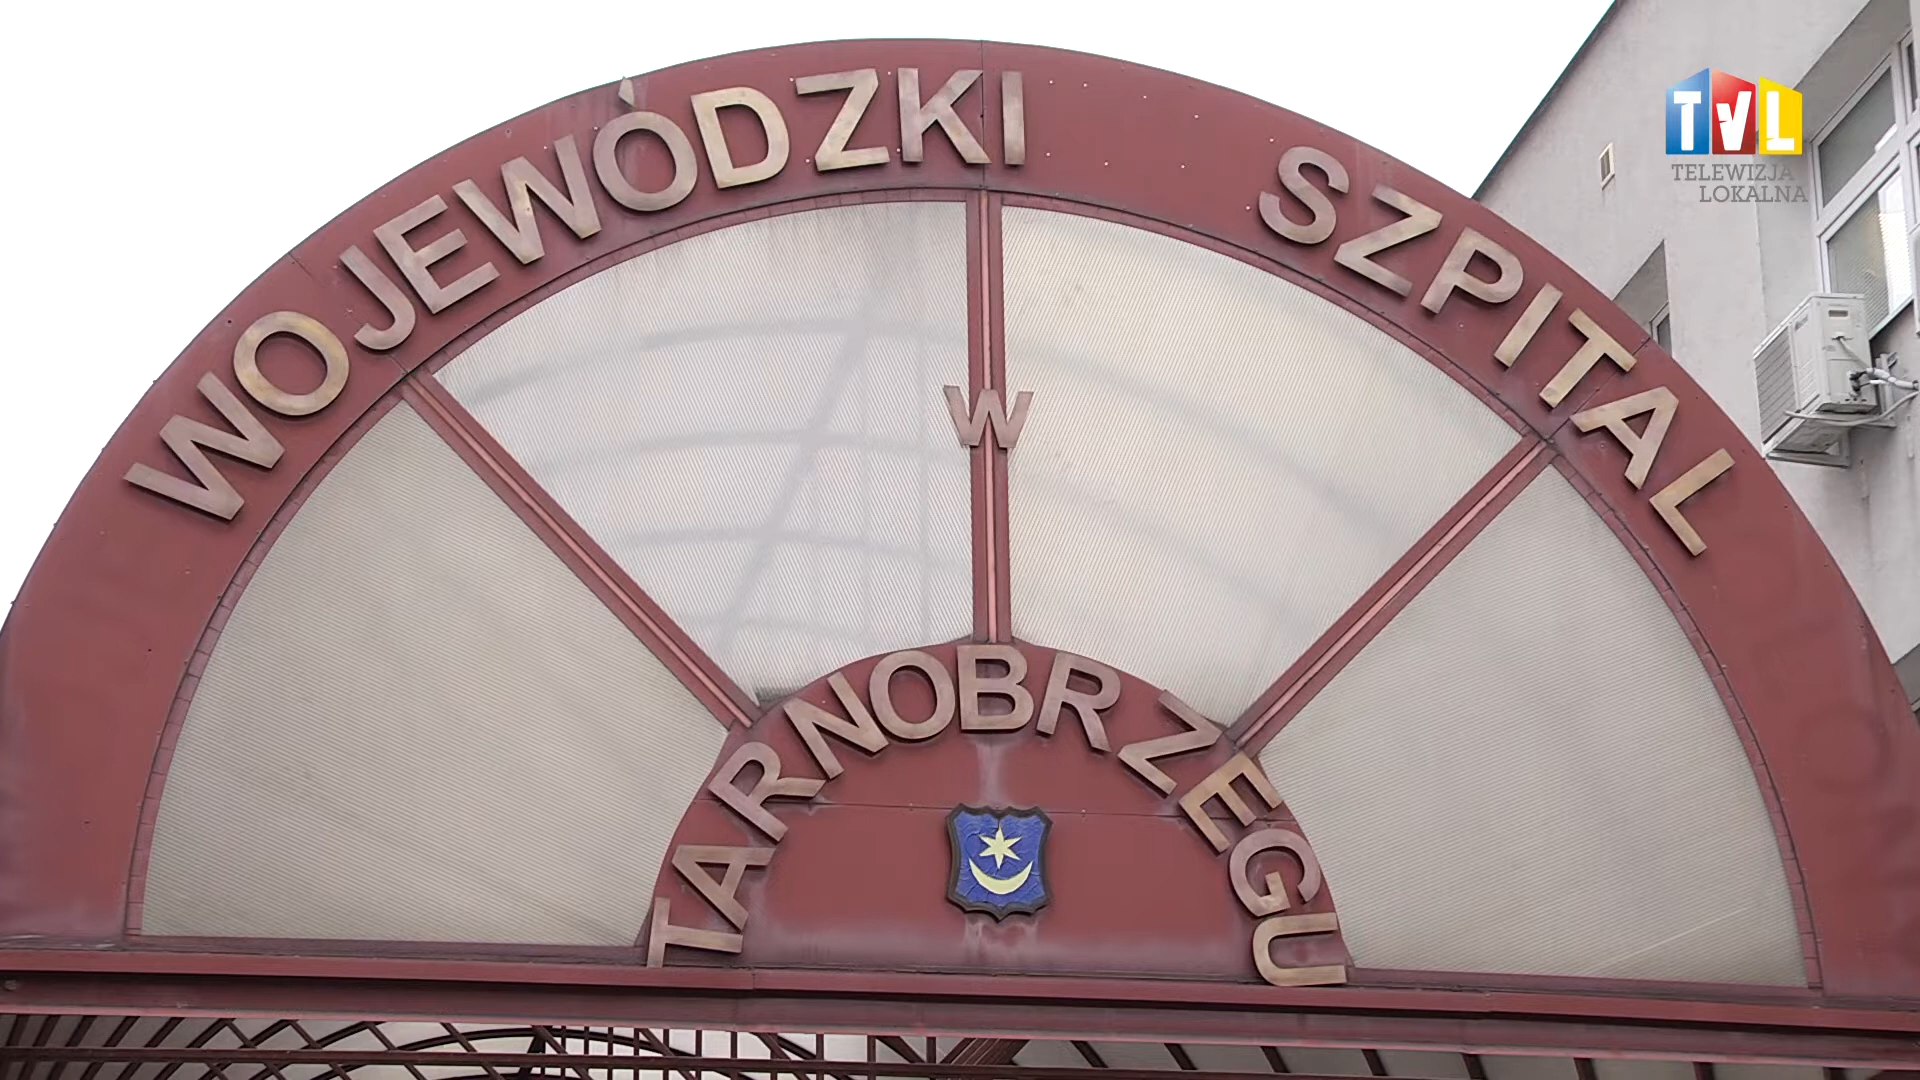 WOJEWÓDZKI SZPITAL
W
TARNOBRZEGU
TVL
TELEWIZJA
LOKALNA